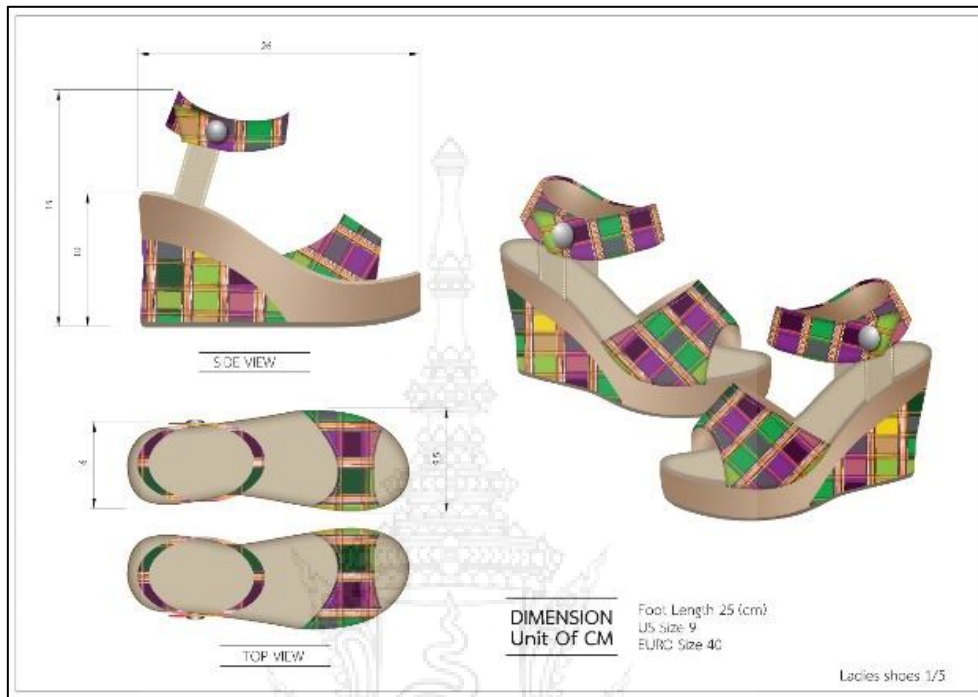 26
15
10
SIDE VIEW
TOP VIEW
DIMENSION
Unit Of CM
Foot Length 25 (cm)
US Size 9
EURO Size 40
Ladies shoes 1/5